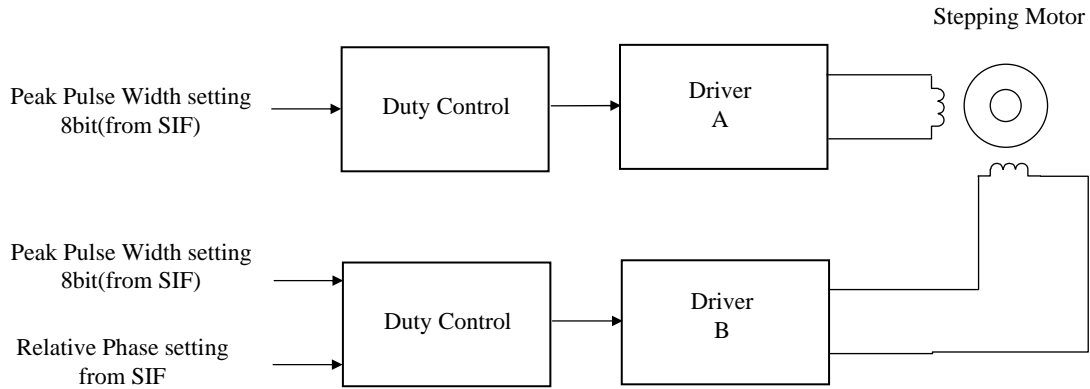 Stepping Motor
Peak Pulse Width setting
8bit(from SIF)
Duty Control
Driver
A
Peak Pulse Width setting
8bit(from SIF)
Relative Phase setting
from SIF
Duty Control
Driver
B